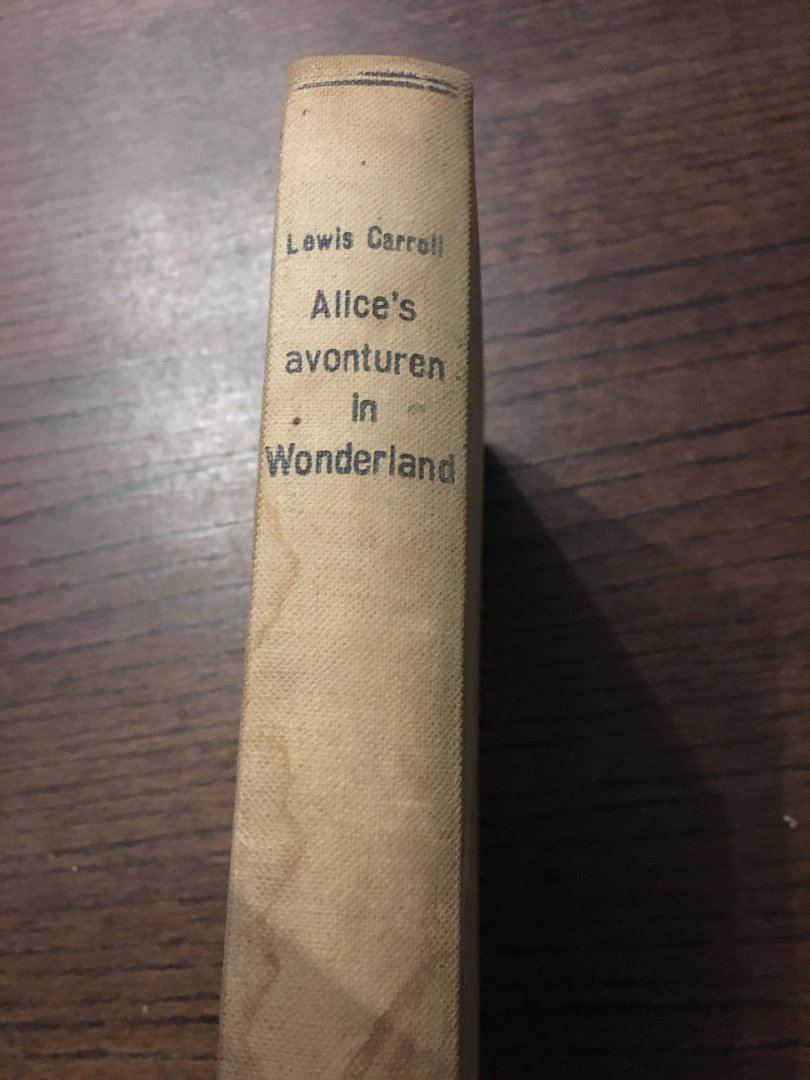 Lewis Carroll
Alice's
avonturen
in
Wonderland